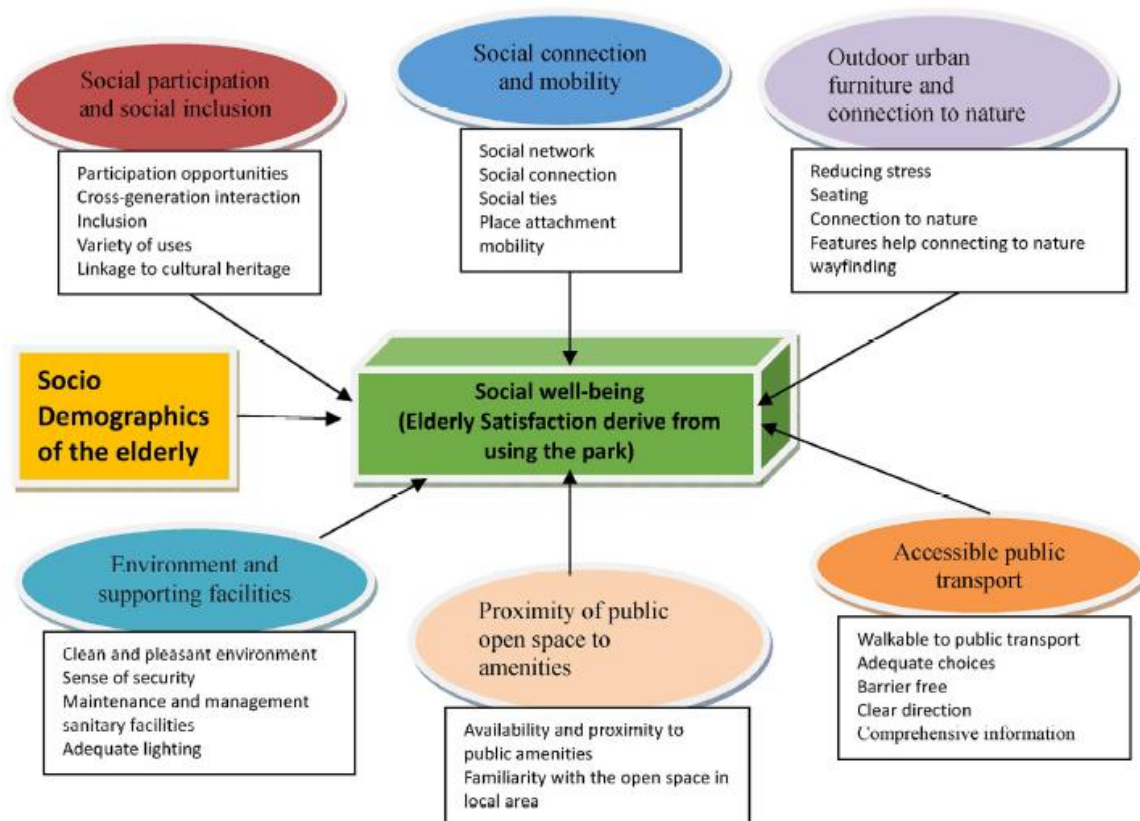 Social participation
and social inclusion
Participation opportunities
Cross-generation interaction
Inclusion
Variety of uses
Linkage to cultural heritage
Social connection
and mobility
Social network
Social connection
Social ties
Place attachment
mobility
Outdoor urban
furniture and
connection to nature
Reducing stress
Seating
Connection to nature
Features help connecting to nature
wayfinding
Socio
Demographics
of the elderly
Social well-being
(Elderly Satisfaction derive from
using the park)
Environment and
supporting facilities
Clean and pleasant environment
Sense of security
Maintenance and management
sanitary facilities
Adequate lighting
Proximity of public
open space to
amenities
Availability and proximity to
public amenities
Familiarity with the open space in
local area
Accessible public
transport
Walkable to public transport
Adequate choices
Barrier free
Clear direction
Comprehensive information